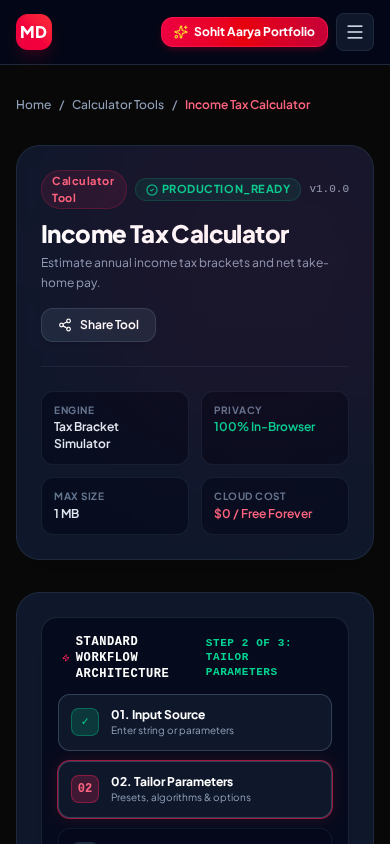 MD
Sohit Aarya Portfolio
Home / Calculator Tools / Income Tax Calculator
Calculator
Tool
PRODUCTION_READY
v1.0.0
Income Tax Calculator
Estimate annual income tax brackets and net take-
home pay.
Share Tool
ENGINE
Tax Bracket
Simulator
PRIVACY
100% In-Browser
MAX SIZE
1 MB
CLOUD COST
$0 / Free Forever
STANDARD
WORKFLOW
ARCHITECTURE
STEP 2 OF 3:
TAILOR
PARAMETERS
✓
01. Input Source
Enter string or parameters
02
02. Tailor Parameters
Presets, algorithms & options